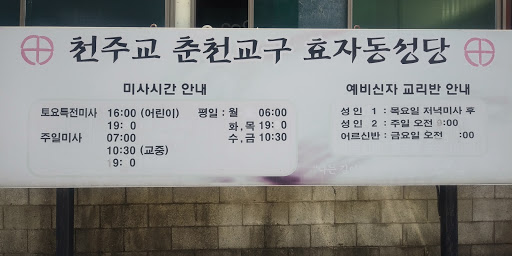 천주교 춘천교구 효자동성당
미사시간 안내
토요특전미사 16:00 (어린이)
19: 0
주일미사 07:00
10:30 (교중)
19: 0
평일 : 월 06:00
화, 목 19: 0
수, 금 10:30
예비신자 교리반 안내
성 인 1 : 목요일 저녁미사 후
성 인 2 : 주일 오전 9:00
어르신반 : 금요일 오전 :00